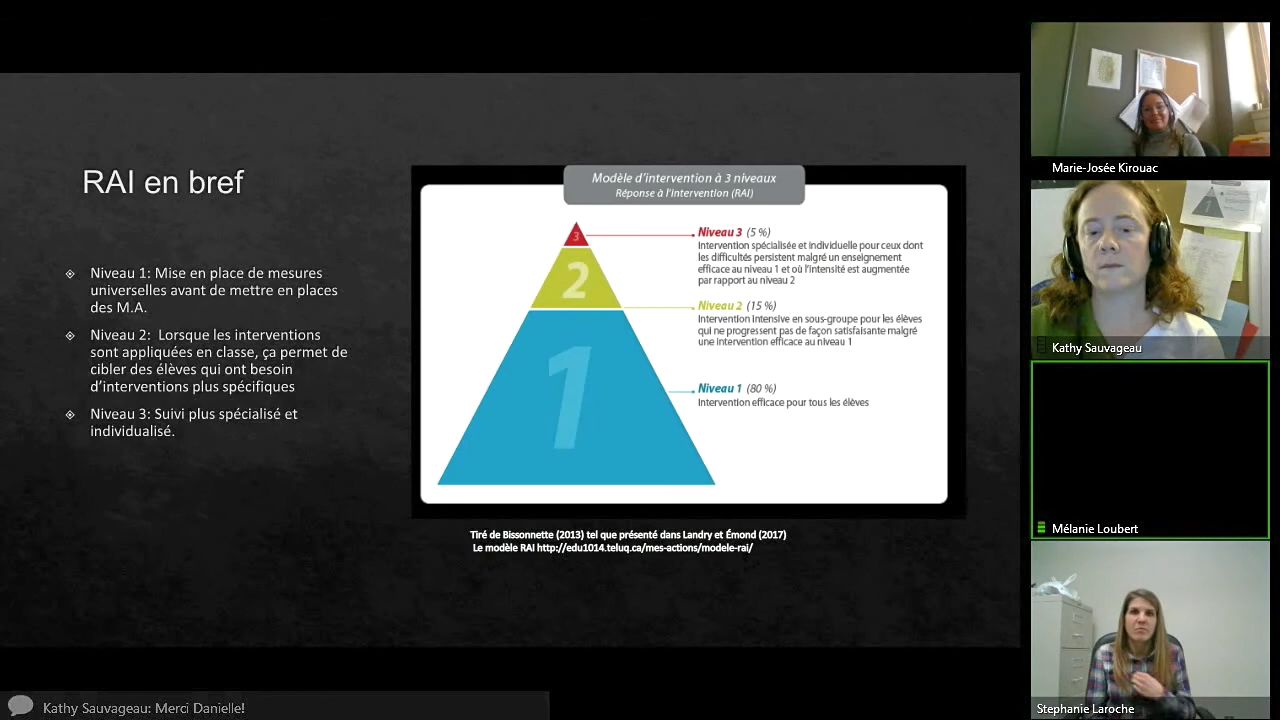 RAI en bref
Niveau 1: Mise en place de mesures
universelles avant de mettre en places
des M.A.
Niveau 2:  Lorsque les interventions
sont appliquées en classe, ça permet de
cibler des élèves qui ont besoin
d'interventions plus spécifiques
Niveau 3: Suivi plus spécialisé et
individualisé.
Modèle d'intervention à 3 niveaux
Réponse à l'Intervention (RAI)
3
2
1
Niveau 3 (5 %)
Intervention spécialisée et individuelle pour ceux dont
les difficultés persistent malgré un enseignement
efficace au niveau 1 et où l'intensité est augmentée
par rapport au niveau 2
Niveau 2 (15 %)
Intervention intensive en sous-groupe pour les élèves
qui ne progressent pas de façon satisfaisante malgré
une intervention efficace au niveau 1
Niveau 1 (80 %)
Intervention efficace pour tous les élèves
Tiré de Bissonnette (2013) tel que présenté dans Landry et Émond (2017)
Le modèle RAI http://edu1014.teluq.ca/mes-actions/modele-rai/
Marie-Josée Kirouac
1
Kathy Sauvageau
Mélanie Loubert
Stephanie Laroche
Kathy Sauvageau: Merci Danielle!